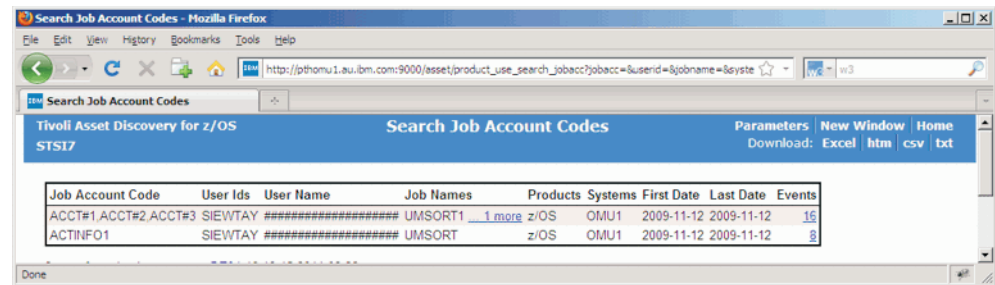 Search Job Account Codes - Mozilla Firefox
File Edit View History Bookmarks Tools Help
IBM http://pthomu1.au.ibm.com:9000/asset/product_use_search_jobacc?jobacc=&userid=&jobname=&syste w3
IBM Search Job Account Codes
Tivoli Asset Discovery for z/OS Search Job Account Codes Parameters New Window Home
STSI7 Download: Excel htm csv txt
Job Account Code User Ids User Name Job Names Products Systems First Date Last Date Events
ACCT#1,ACCT#2,ACCT#3 SIEWTAY #################### UMSORT1 ... 1 more z/OS OMU1 2009-11-12 2009-11-12 16
ACTINFO1 SIEWTAY #################### UMSORT z/OS OMU1 2009-11-12 2009-11-12 8
Done